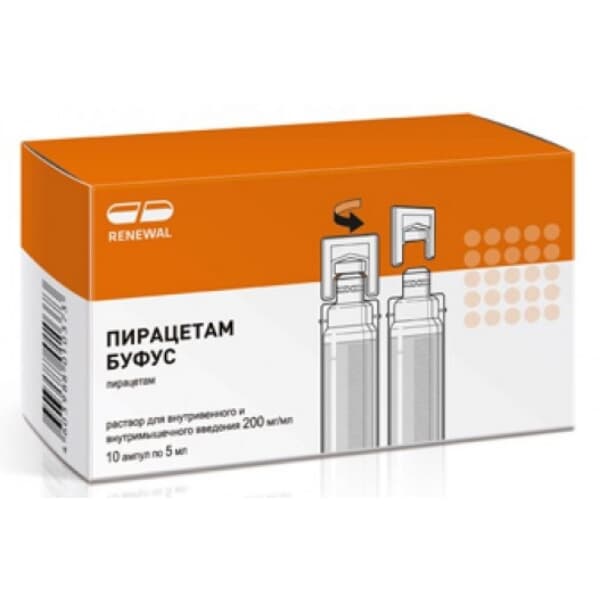 RENEWAL
ПИРАЦЕТАМ
БУФУС
пирацетам
раствор для внутривенного и
внутримышечного введения 200 мг/мл
10 ампул по 5 мл